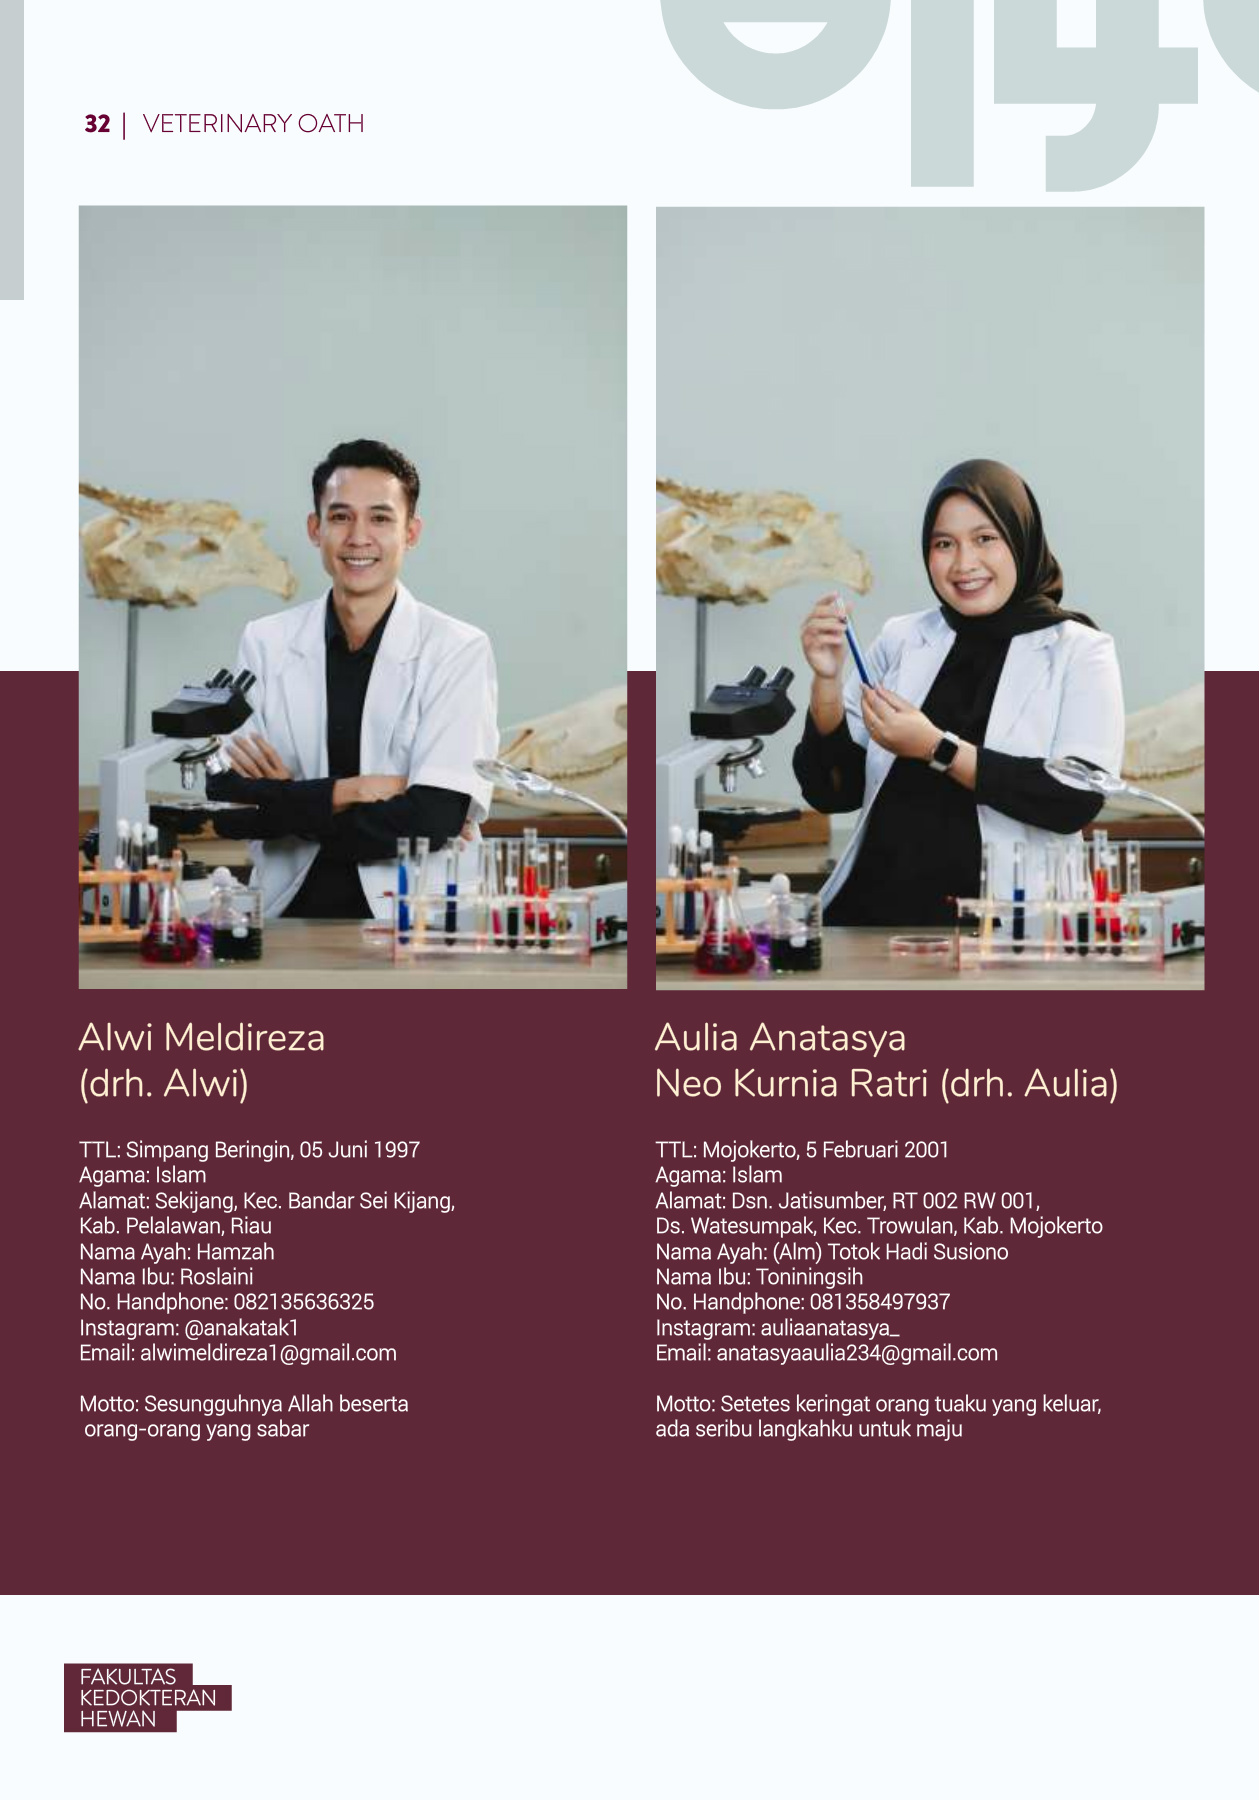 32 | VETERINARY OATH
Alwi Meldireza
(drh. Alwi)
TTL: Simpang Beringin, 05 Juni 1997
Agama: Islam
Alamat: Sekijang, Kec. Bandar Sei Kijang,
Kab. Pelalawan, Riau
Nama Ayah: Hamzah
Nama Ibu: Roslaini
No. Handphone: 082135636325
Instagram: @anakatak1
Email: alwimeldireza1@gmail.com
Motto: Sesungguhnya Allah beserta
orang-orang yang sabar
Aulia Anatasya
Neo Kurnia Ratri (drh. Aulia)
TTL: Mojokerto, 5 Februari 2001
Agama: Islam
Alamat: Dsn. Jatisumber, RT 002 RW 001,
Ds. Watesumpak, Kec. Trowulan, Kab. Mojokerto
Nama Ayah: (Alm) Totok Hadi Susiono
Nama Ibu: Toniningsih
No. Handphone: 081358497937
Instagram: auliaanatasya_
Email: anatasyaaulia234@gmail.com
Motto: Setetes keringat orang tuaku yang keluar,
ada seribu langkahku untuk maju
FAKULTAS
KEDOKTERAN
HEWAN